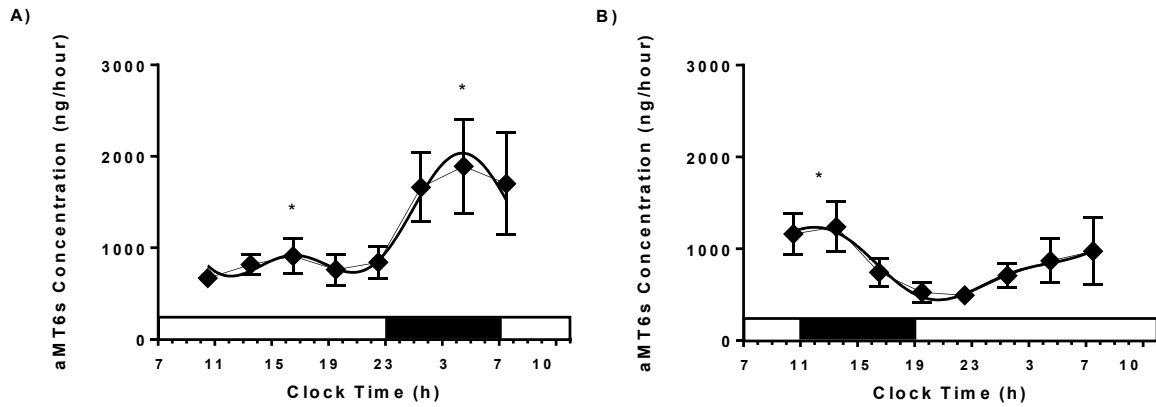 A)
aMT6s Concentration (ng/hour)
3000
2000
1000
0
*
*
7 11 15 19 23 3 7 10
Clock Time (h)
B)
aMT6s Concentration (ng/hour)
3000
2000
1000
0
*
7 11 15 19 23 3 7 10
Clock Time (h)